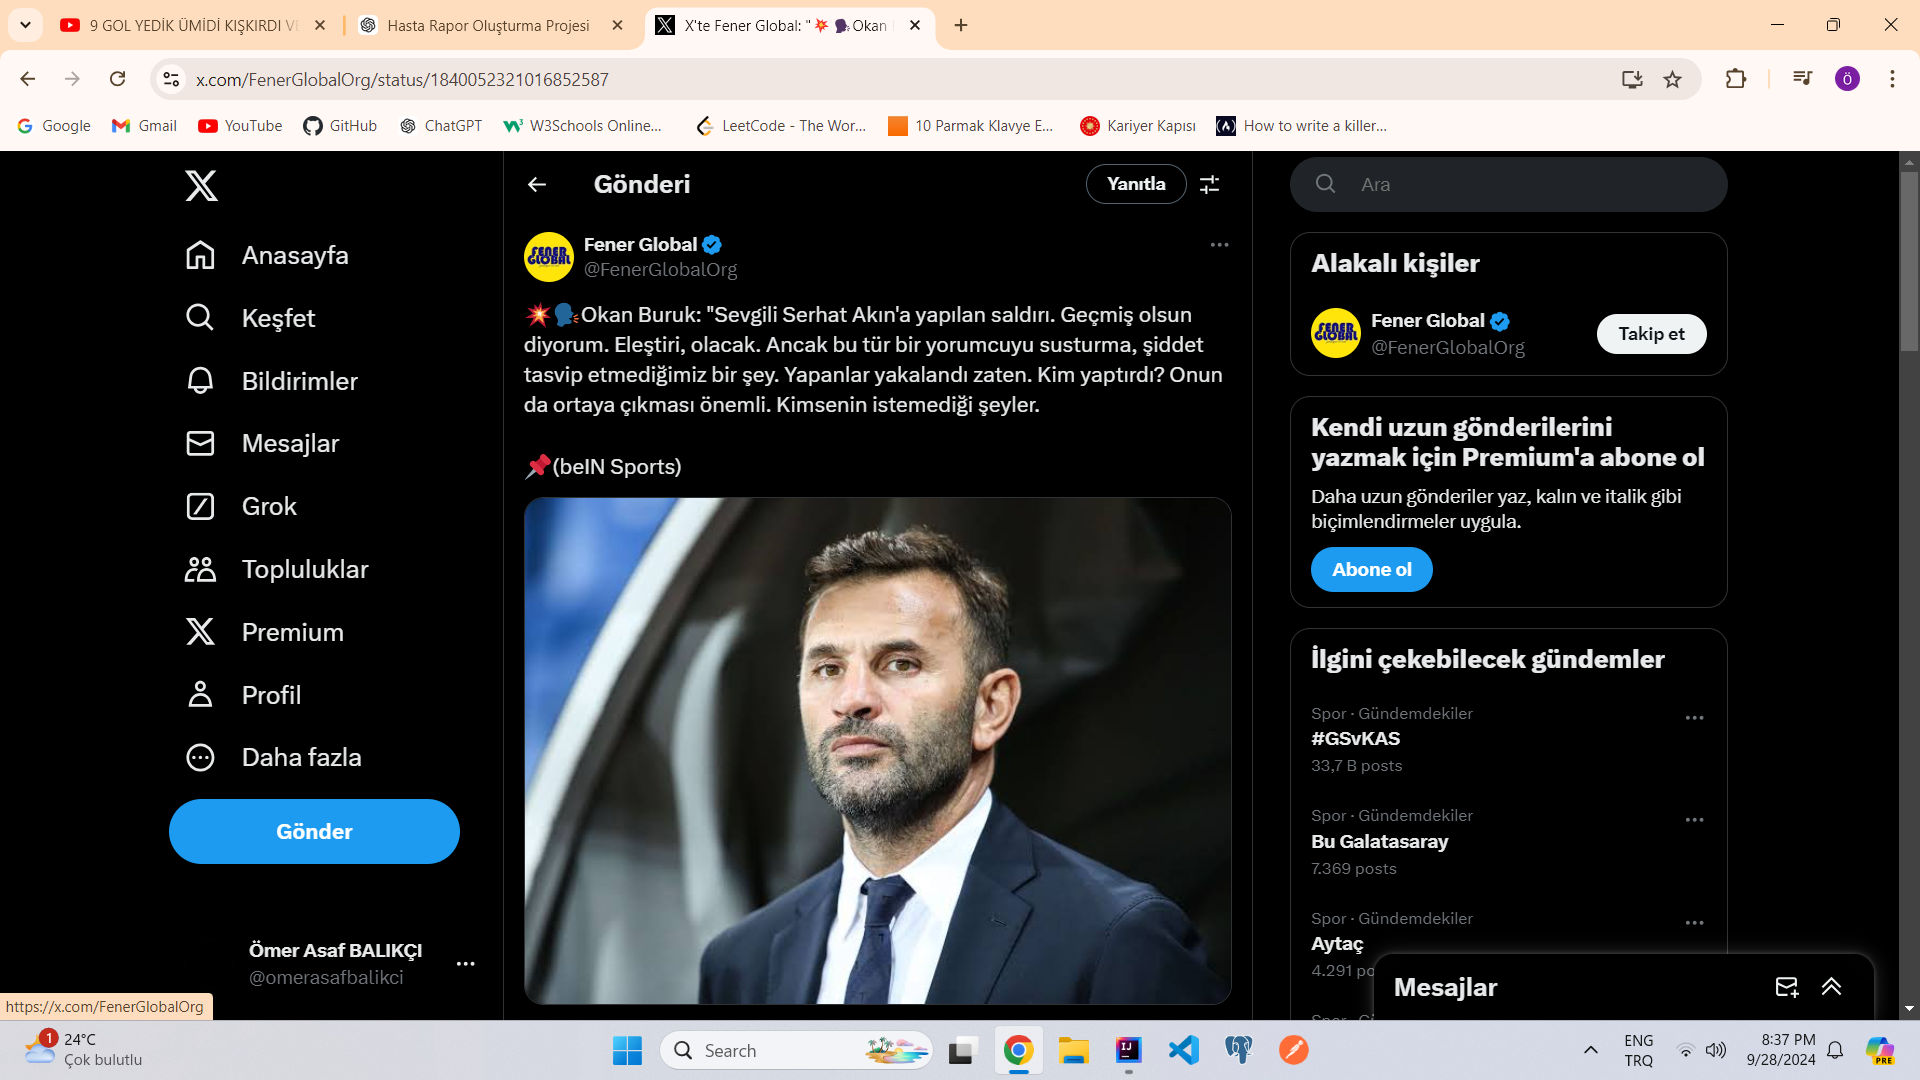 9 GOL YEDİK ÜMİDİ KIŞKIRDI VE
Hasta Rapor Oluşturma Projesi
X'te Fener Global: "💥 🗣️Okan
x.com/FenerGlobalOrg/status/1840052321016852587
Ö
Google
Gmail
YouTube
GitHub
ChatGPT
W3Schools Online...
LeetCode - The Wor...
10 Parmak Klavye E...
Kariyer Kapısı
How to write a killer...
Anasayfa
Keşfet
Bildirimler
Mesajlar
Grok
Topluluklar
Premium
Profil
Daha fazla
Gönder
Ömer Asaf BALIKÇI
@omerasafbalikci
https://x.com/FenerGlobalOrg
Gönderi
Yanıtla
FENER
GLOBAL
Fener Global
@FenerGlobalOrg
💥🗣️Okan Buruk: "Sevgili Serhat Akın'a yapılan saldırı. Geçmiş olsun
diyorum. Eleştiri, olacak. Ancak bu tür bir yorumcuyu susturma, şiddet
tasvip etmediğimiz bir şey. Yapanlar yakalandı zaten. Kim yaptırdı? Onun
da ortaya çıkması önemli. Kimsenin istemediği şeyler.
📌(beIN Sports)
Ara
Alakalı kişiler
FENER
GLOBAL
Fener Global
@FenerGlobalOrg
Takip et
Kendi uzun gönderilerini
yazmak için Premium'a abone ol
Daha uzun gönderiler yaz, kalın ve italik gibi
biçimlendirmeler uygula.
Abone ol
İlgini çekebilecek gündemler
Spor · Gündemdekiler
#GSvKAS
33,7 B posts
Spor · Gündemdekiler
Bu Galatasaray
7.369 posts
Spor · Gündemdekiler
Aytaç
4.291 po
Mesajlar
1
24°C
Çok bulutlu
Search
IJ
ENG
TRQ
8:37 PM
9/28/2024
PRE